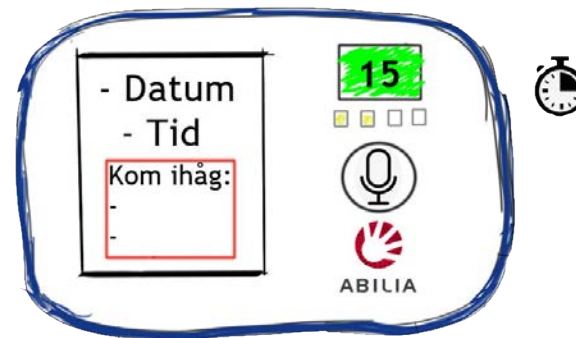 - Datum
- Tid
Kom ihåg:
-
-
15
ABILIA